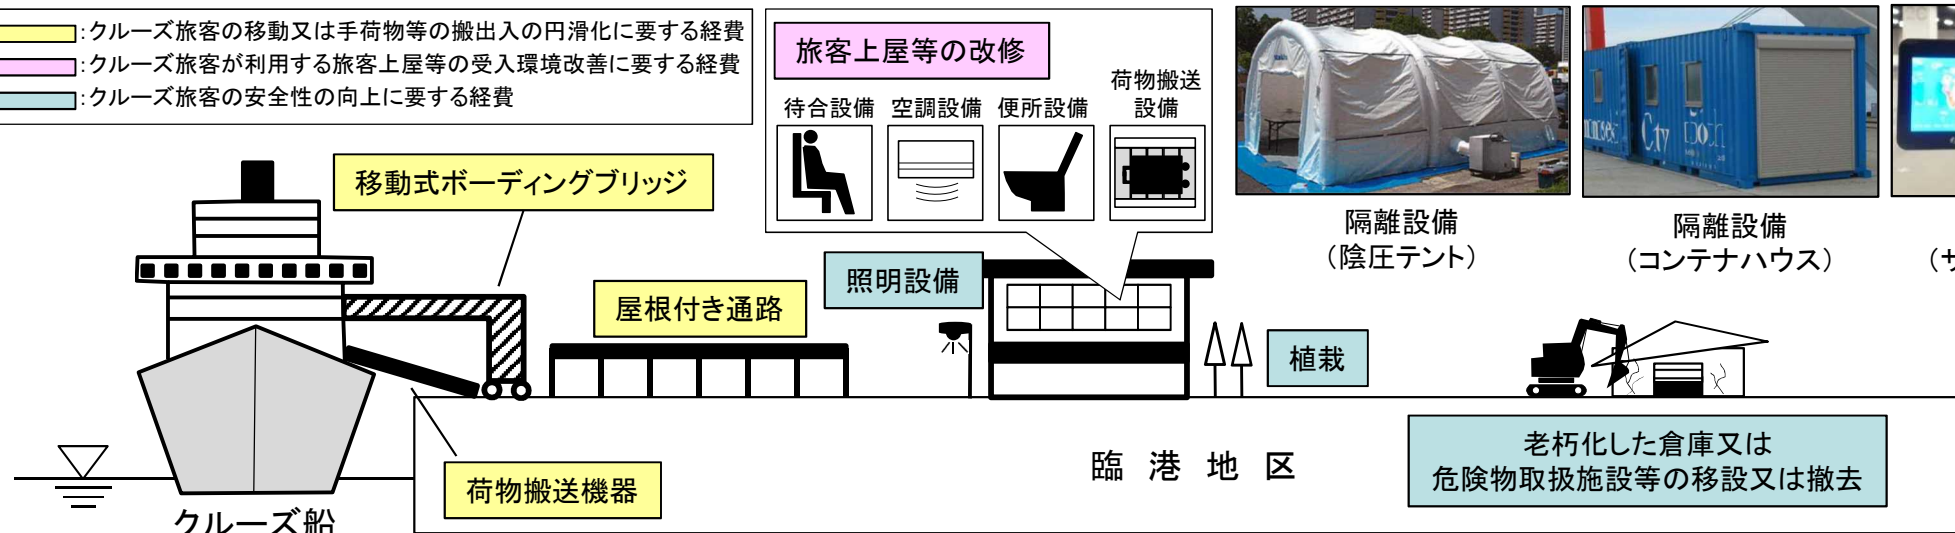 :クルーズ旅客の移動又は手荷物等の搬出入の円滑化に要する経費
:クルーズ旅客が利用する旅客上屋等の受入環境改善に要する経費
:クルーズ旅客の安全性の向上に要する経費
旅客上屋等の改修
待合設備
空調設備
便所設備
荷物搬送
設備
隔離設備
(陰圧テント)
隔離設備
(コンテナハウス)
(サ
移動式ボーディングブリッジ
屋根付き通路
照明設備
植栽
荷物搬送機器
臨港地区
老朽化した倉庫又は
危険物取扱施設等の移設又は撤去
クルーズ船